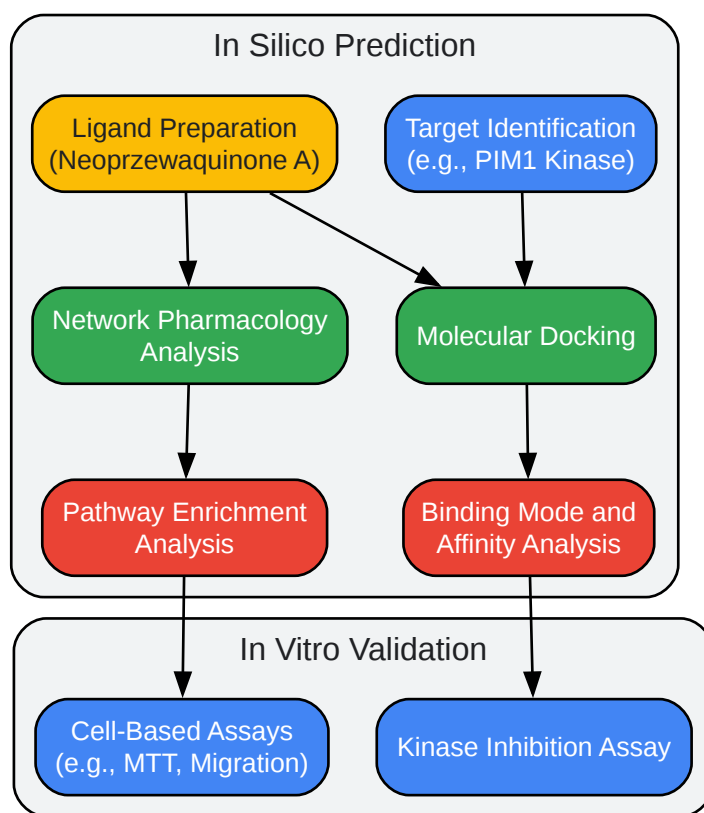 In Silico Prediction
Ligand Preparation
(Neoprzewaquinone A)
Target Identification
(e.g., PIM1 Kinase)
Network Pharmacology
Analysis
Molecular Docking
Pathway Enrichment
Analysis
Binding Mode and
Affinity Analysis
In Vitro Validation
Cell-Based Assays
(e.g., MTT, Migration)
Kinase Inhibition Assay